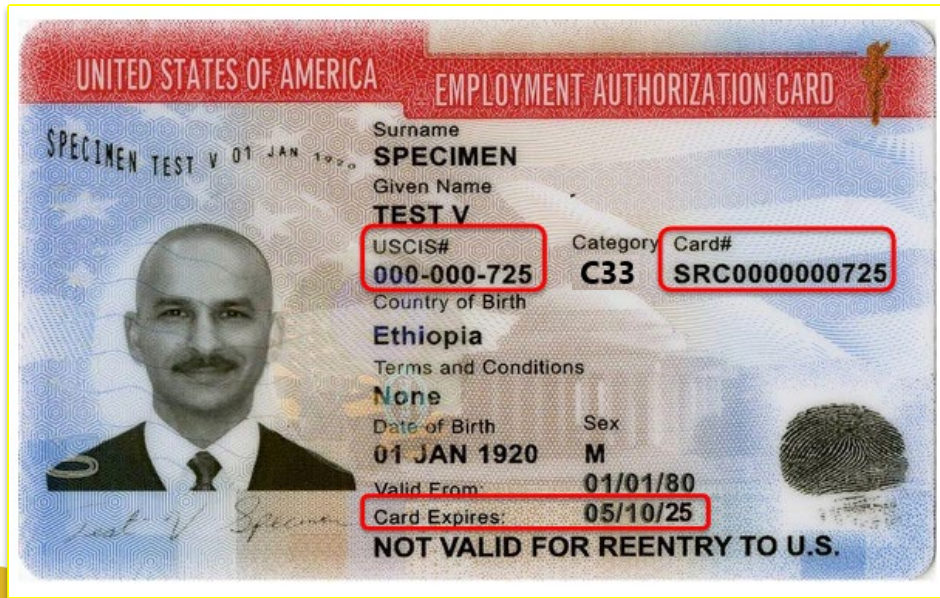 UNITED STATES OF AMERICA
EMPLOYMENT AUTHORIZATION CARD
SPECIMEN TEST V 01 JAN 1920
Surname
SPECIMEN
Given Name
TEST V
USCIS# Category Card#
000-000-725 C33 SRC0000000725
Country of Birth
Ethiopia
Terms and Conditions
None
Date of Birth Sex
01 JAN 1920 M
Valid From: 01/01/80
Card Expires: 05/10/25
Test V Specimen
NOT VALID FOR REENTRY TO U.S.